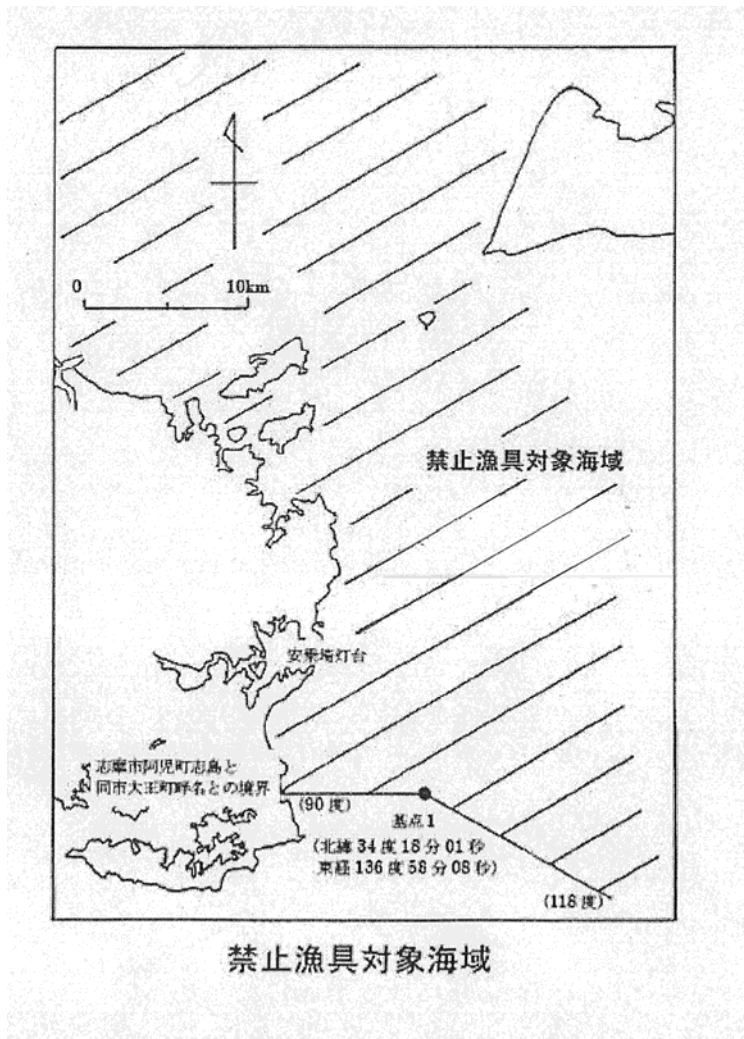 0 10km
禁止漁具対象海域
安乗埼灯台
志摩市阿児町志島と
同市大王町畔名との境界
(90度)
基点1
(北緯34度18分01秒
東経136度58分08秒)
(118度)
禁止漁具対象海域